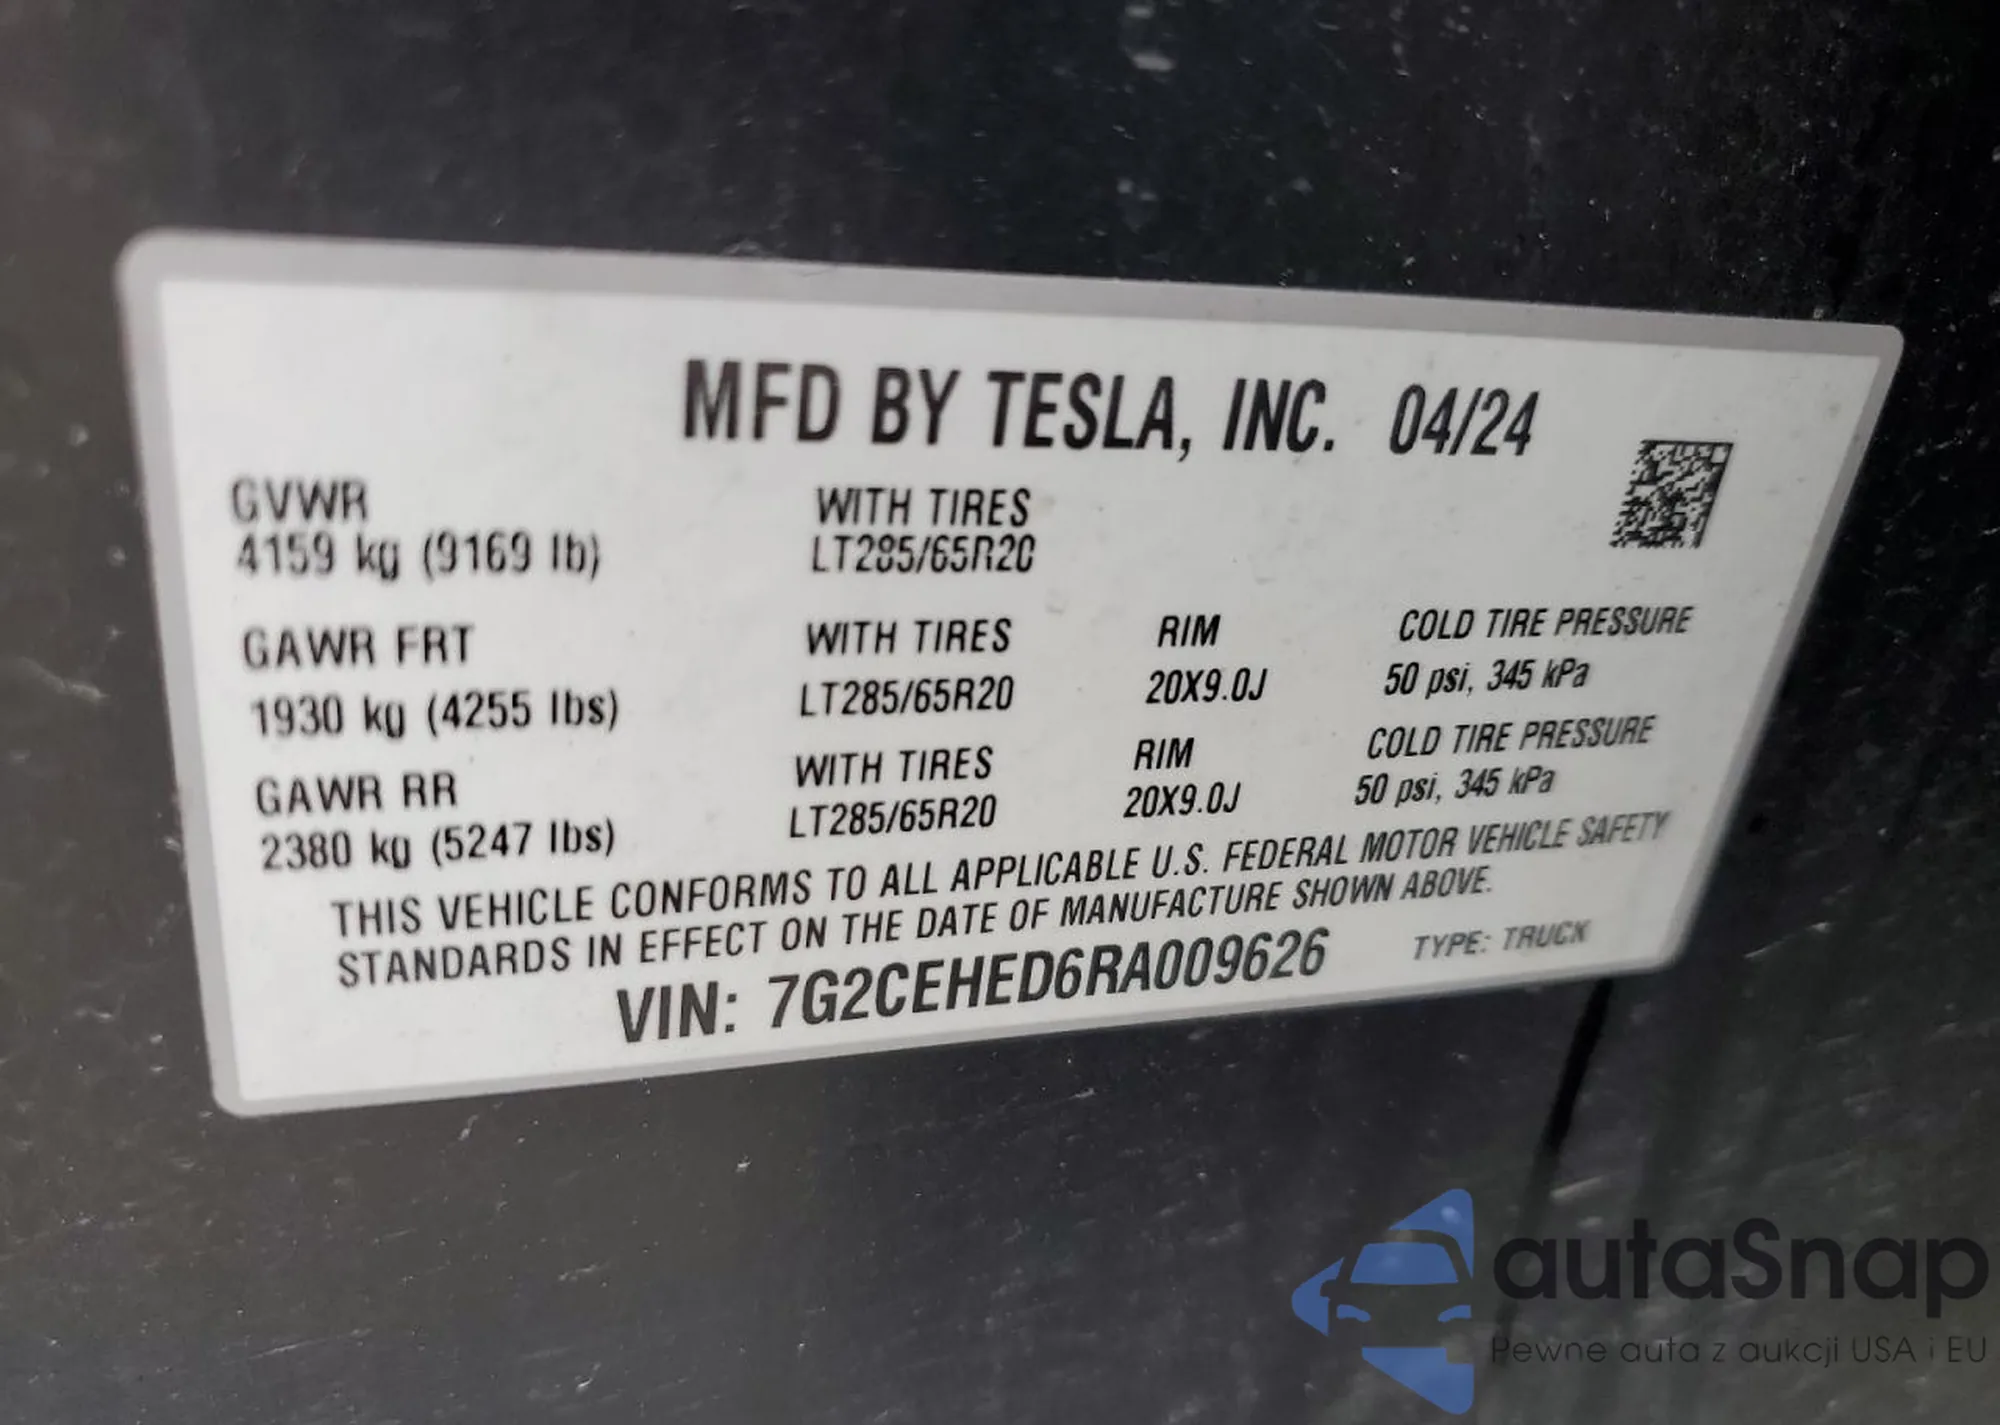 MFD BY TESLA, INC. 04/24
GVWR WITH TIRES
4159 kg (9169 lb) LT285/65R20
GAWR FRT WITH TIRES RIM COLD TIRE PRESSURE
1930 kg (4255 lbs) LT285/65R20 20X9.0J 50 psi, 345 kPa
GAWR RR WITH TIRES RIM COLD TIRE PRESSURE
2380 kg (5247 lbs) LT285/65R20 20X9.0J 50 psi, 345 kPa
THIS VEHICLE CONFORMS TO ALL APPLICABLE U.S. FEDERAL MOTOR VEHICLE SAFETY
STANDARDS IN EFFECT ON THE DATE OF MANUFACTURE SHOWN ABOVE.
VIN: 7G2CEHED6RA009626 TYPE: TRUCK
autaSnap
Pewne auta z aukcji USA i EU